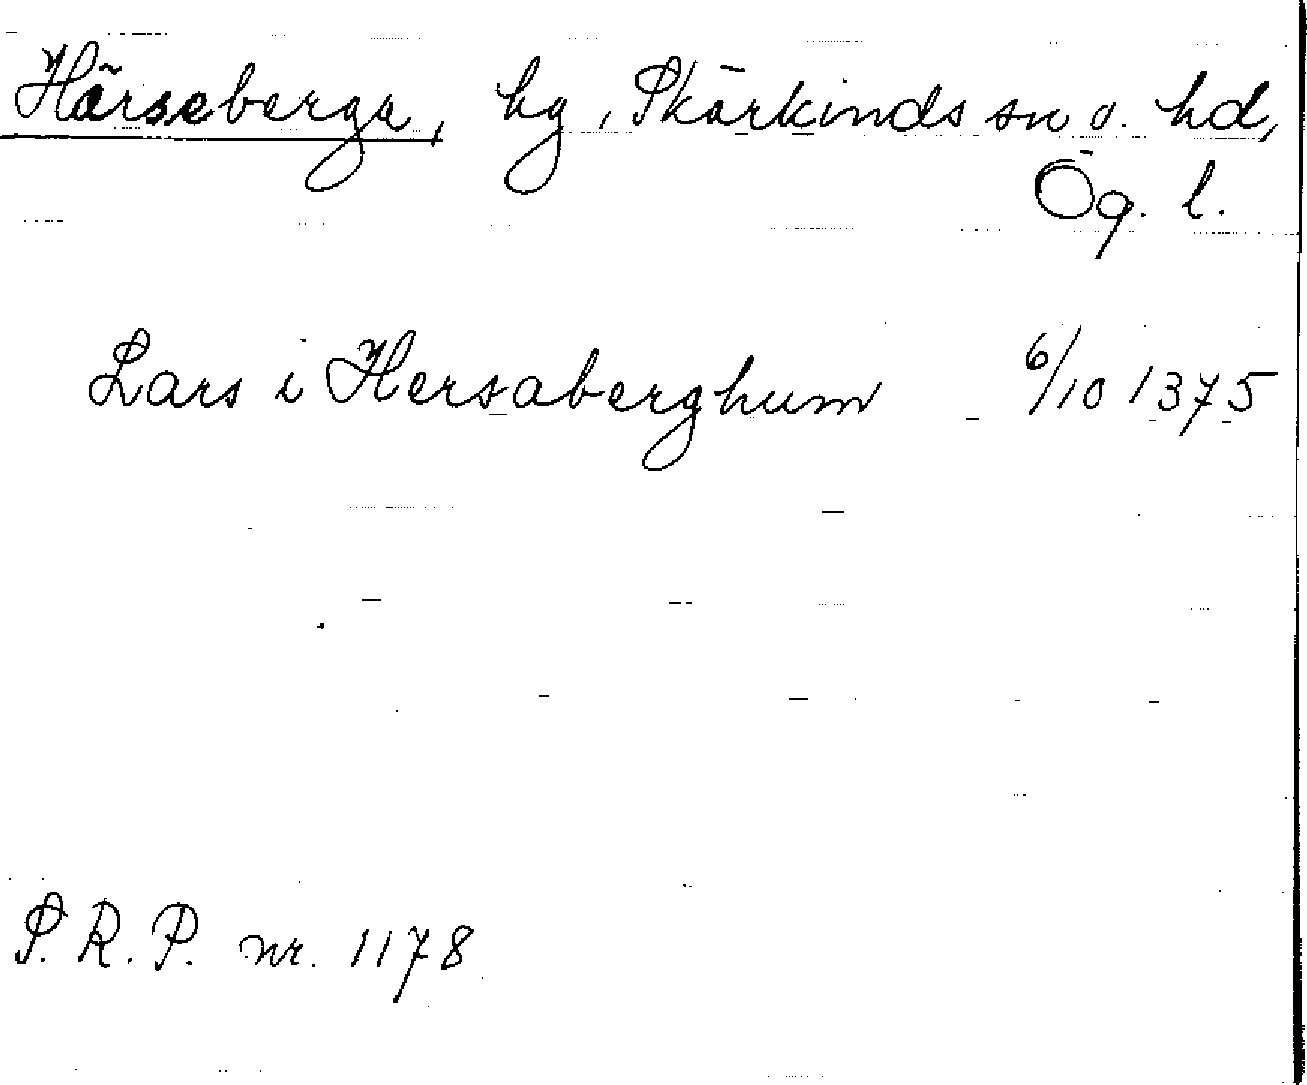 Härseberga, hg, Skärkinds sn o. hd,
Ög. l.
Lars i Hersaberghum 6/10 1375
S. R. P. nr. 1178